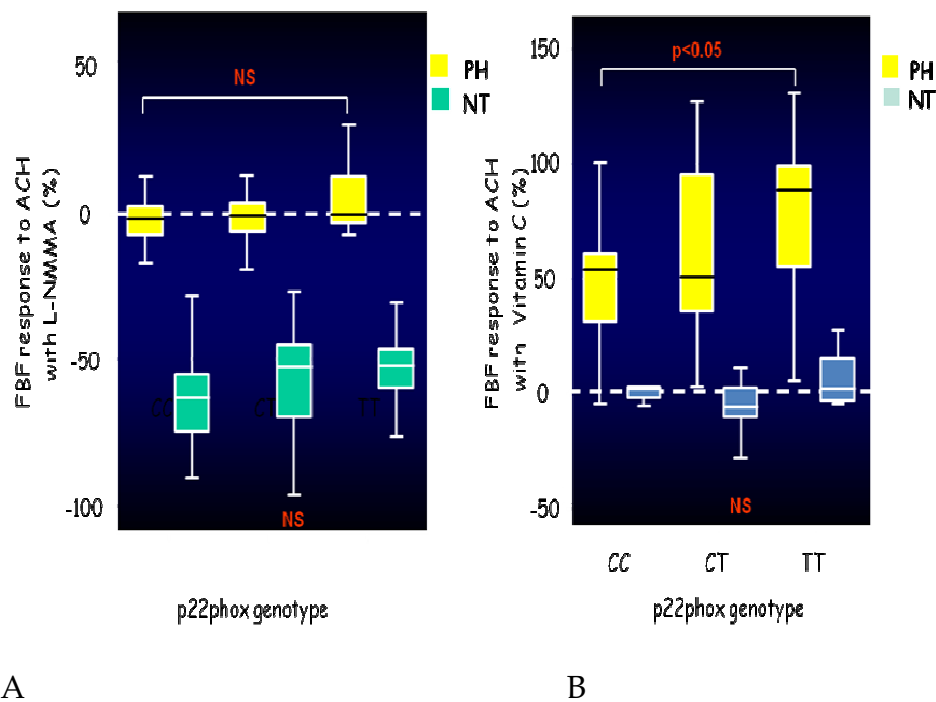 50
0
-50
-100
FBF response to ACH
with L-NMMA (%)
NS
PH
NT
CC
CT
TT
NS
p22phox genotype
A
150
100
50
0
-50
FBF response to ACH
with Vitamin C (%)
p<0.05
PH
NT
NS
CC
CT
TT
p22phox genotype
B